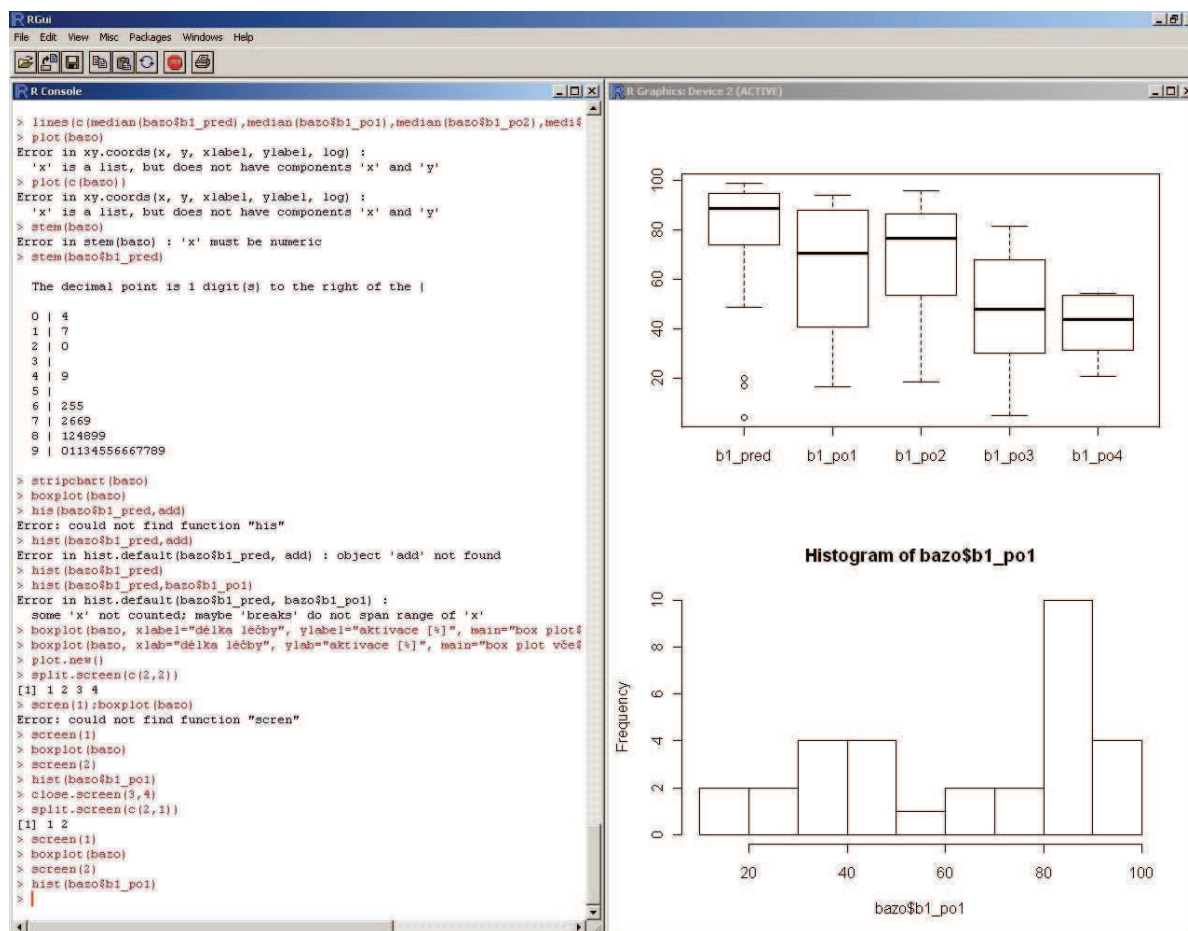 RGui
File Edit View Misc Packages Windows Help
STOP
R Console
> lines(c(median(bazo$b1_pred),median(bazo$b1_po1),median(bazo$b1_po2),medi$
> plot(bazo)
Error in xy.coords(x, y, xlabel, ylabel, log) :
'x' is a list, but does not have components 'x' and 'y'
> plot(c(bazo))
Error in xy.coords(x, y, xlabel, ylabel, log) :
'x' is a list, but does not have components 'x' and 'y'
> stem(bazo)
Error in stem(bazo) : 'x' must be numeric
> stem(bazo$b1_pred)
The decimal point is 1 digit(s) to the right of the |
0 | 4
1 | 7
2 | 0
3 |
4 | 9
5 |
6 | 255
7 | 2669
8 | 124899
9 | 01134556667789
> stripchart(bazo)
> boxplot(bazo)
> his(bazo$b1_pred,add)
Error: could not find function "his"
> hist(bazo$b1_pred,add)
Error in hist.default(bazo$b1_pred, add) : object 'add' not found
> hist(bazo$b1_pred)
> hist(bazo$b1_pred,bazo$b1_po1)
Error in hist.default(bazo$b1_pred, bazo$b1_po1) :
some 'x' not counted; maybe 'breaks' do not span range of 'x'
> boxplot(bazo, xlabel="délka léčby", ylabel="aktivace [%]", main="box plot$
> boxplot(bazo, xlab="délka léčby", ylab="aktivace [%]", main="box plot vče$
> plot.new()
> split.screen(c(2,2))
[1] 1 2 3 4
> scren(1);boxplot(bazo)
Error: could not find function "scren"
> screen(1)
> boxplot(bazo)
> screen(2)
> hist(bazo$b1_po1)
> close.screen(3,4)
> split.screen(c(2,1))
[1] 1 2
> screen(1)
> boxplot(bazo)
> screen(2)
> hist(bazo$b1_po1)
>
R Graphics: Device 2 (ACTIVE)
100
80
60
40
20
b1_pred b1_po1 b1_po2 b1_po3 b1_po4
Histogram of bazo$b1_po1
Frequency
10
8
6
4
2
0
20 40 60 80 100
bazo$b1_po1